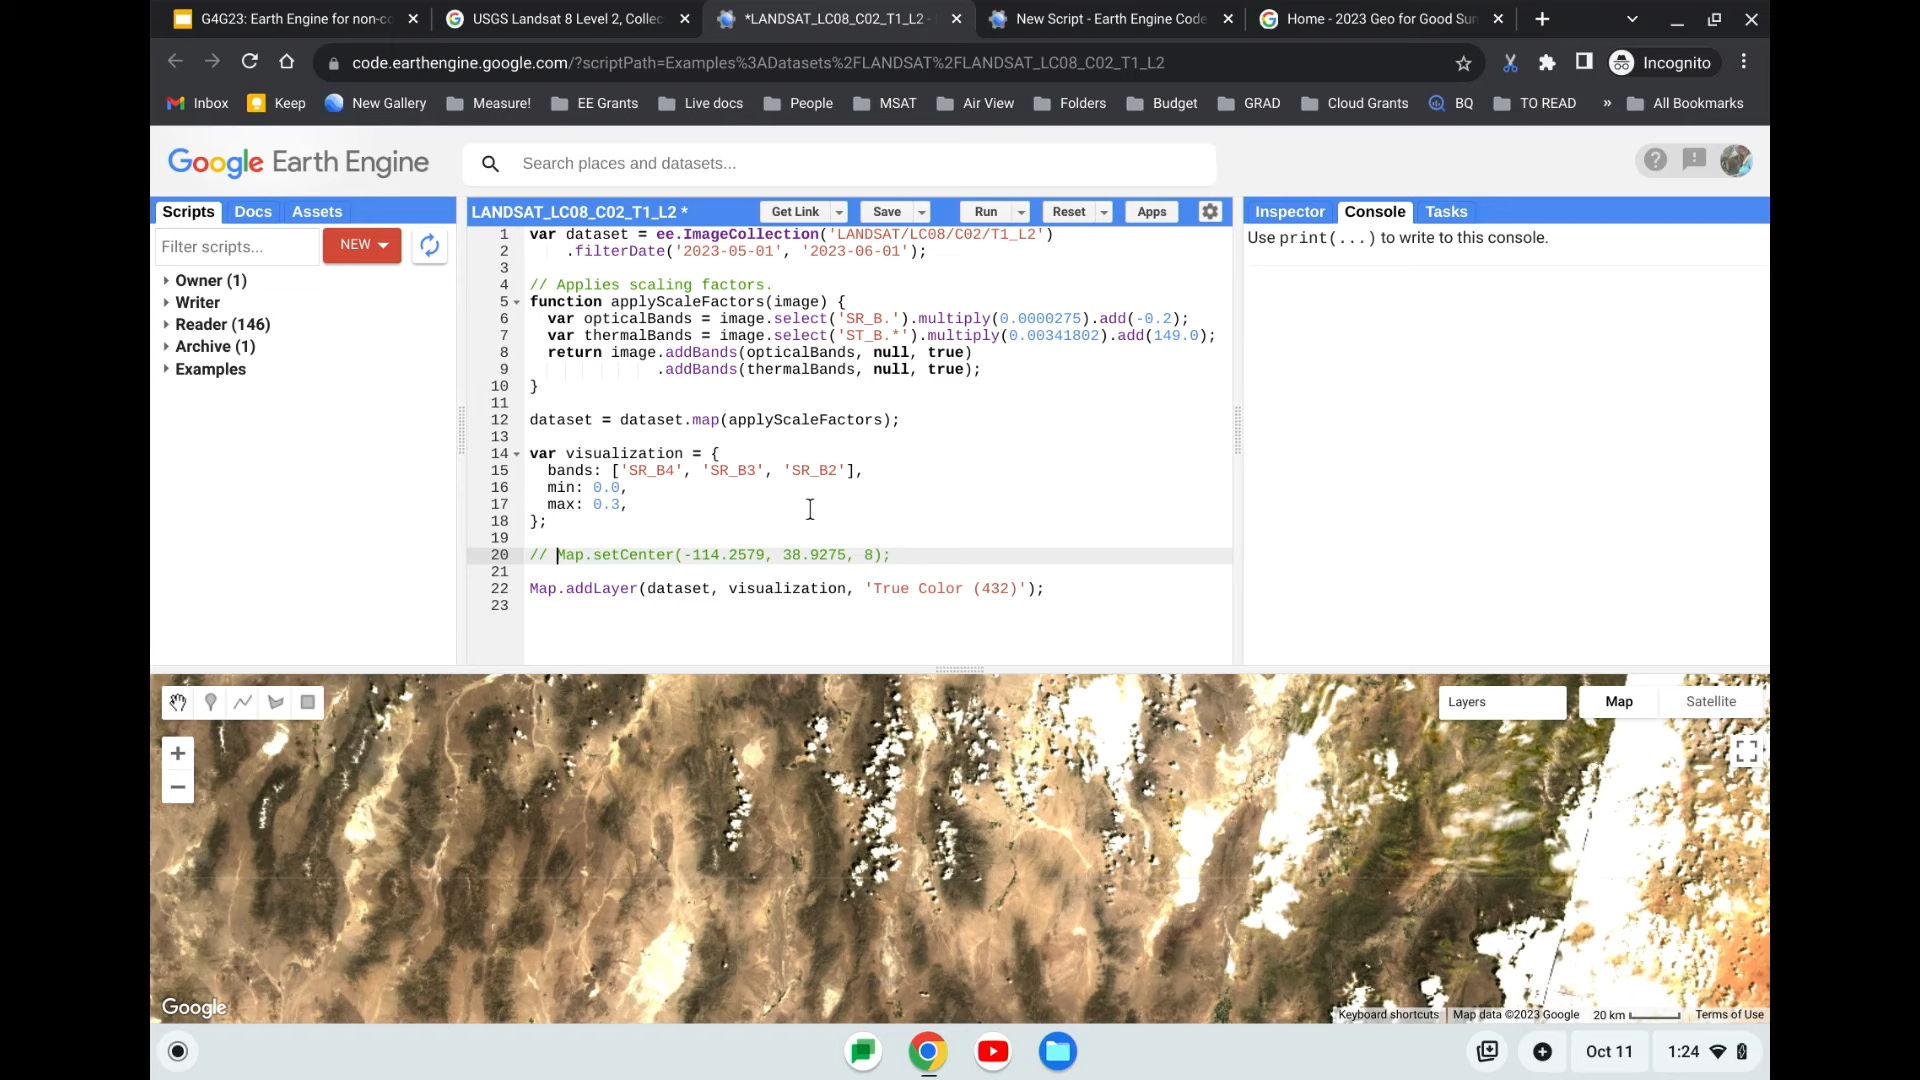 G4G23: Earth Engine for non-co
USGS Landsat 8 Level 2, Collec
*LANDSAT_LC08_C02_T1_L2 -
New Script - Earth Engine Code
Home - 2023 Geo for Good Sum
code.earthengine.google.com/?scriptPath=Examples%3ADatasets%2FLANDSAT%2FLANDSAT_LC08_C02_T1_L2
Incognito
Inbox
Keep
New Gallery
Measure!
EE Grants
Live docs
People
MSAT
Air View
Folders
Budget
GRAD
Cloud Grants
BQ
TO READ
»
All Bookmarks
Google Earth Engine
Search places and datasets...
Scripts Docs Assets
Filter scripts...
NEW
Owner (1)
Writer
Reader (146)
Archive (1)
Examples
LANDSAT_LC08_C02_T1_L2 *
Get Link
Save
Run
Reset
Apps
1 var dataset = ee.ImageCollection('LANDSAT/LC08/C02/T1_L2')
2 .filterDate('2023-05-01', '2023-06-01');
3
4 // Applies scaling factors.
5 function applyScaleFactors(image) {
6 var opticalBands = image.select('SR_B.').multiply(0.0000275).add(-0.2);
7 var thermalBands = image.select('ST_B.*').multiply(0.00341802).add(149.0);
8 return image.addBands(opticalBands, null, true)
9 .addBands(thermalBands, null, true);
10 }
11
12 dataset = dataset.map(applyScaleFactors);
13
14 var visualization = {
15 bands: ['SR_B4', 'SR_B3', 'SR_B2'],
16 min: 0.0,
17 max: 0.3,
18 };
19
20 // Map.setCenter(-114.2579, 38.9275, 8);
21
22 Map.addLayer(dataset, visualization, 'True Color (432)');
23
Inspector Console Tasks
Use print(...) to write to this console.
Layers
Map
Satellite
Google
Keyboard shortcuts
Map data ©2023 Google
20 km
Terms of Use
Oct 11
1:24